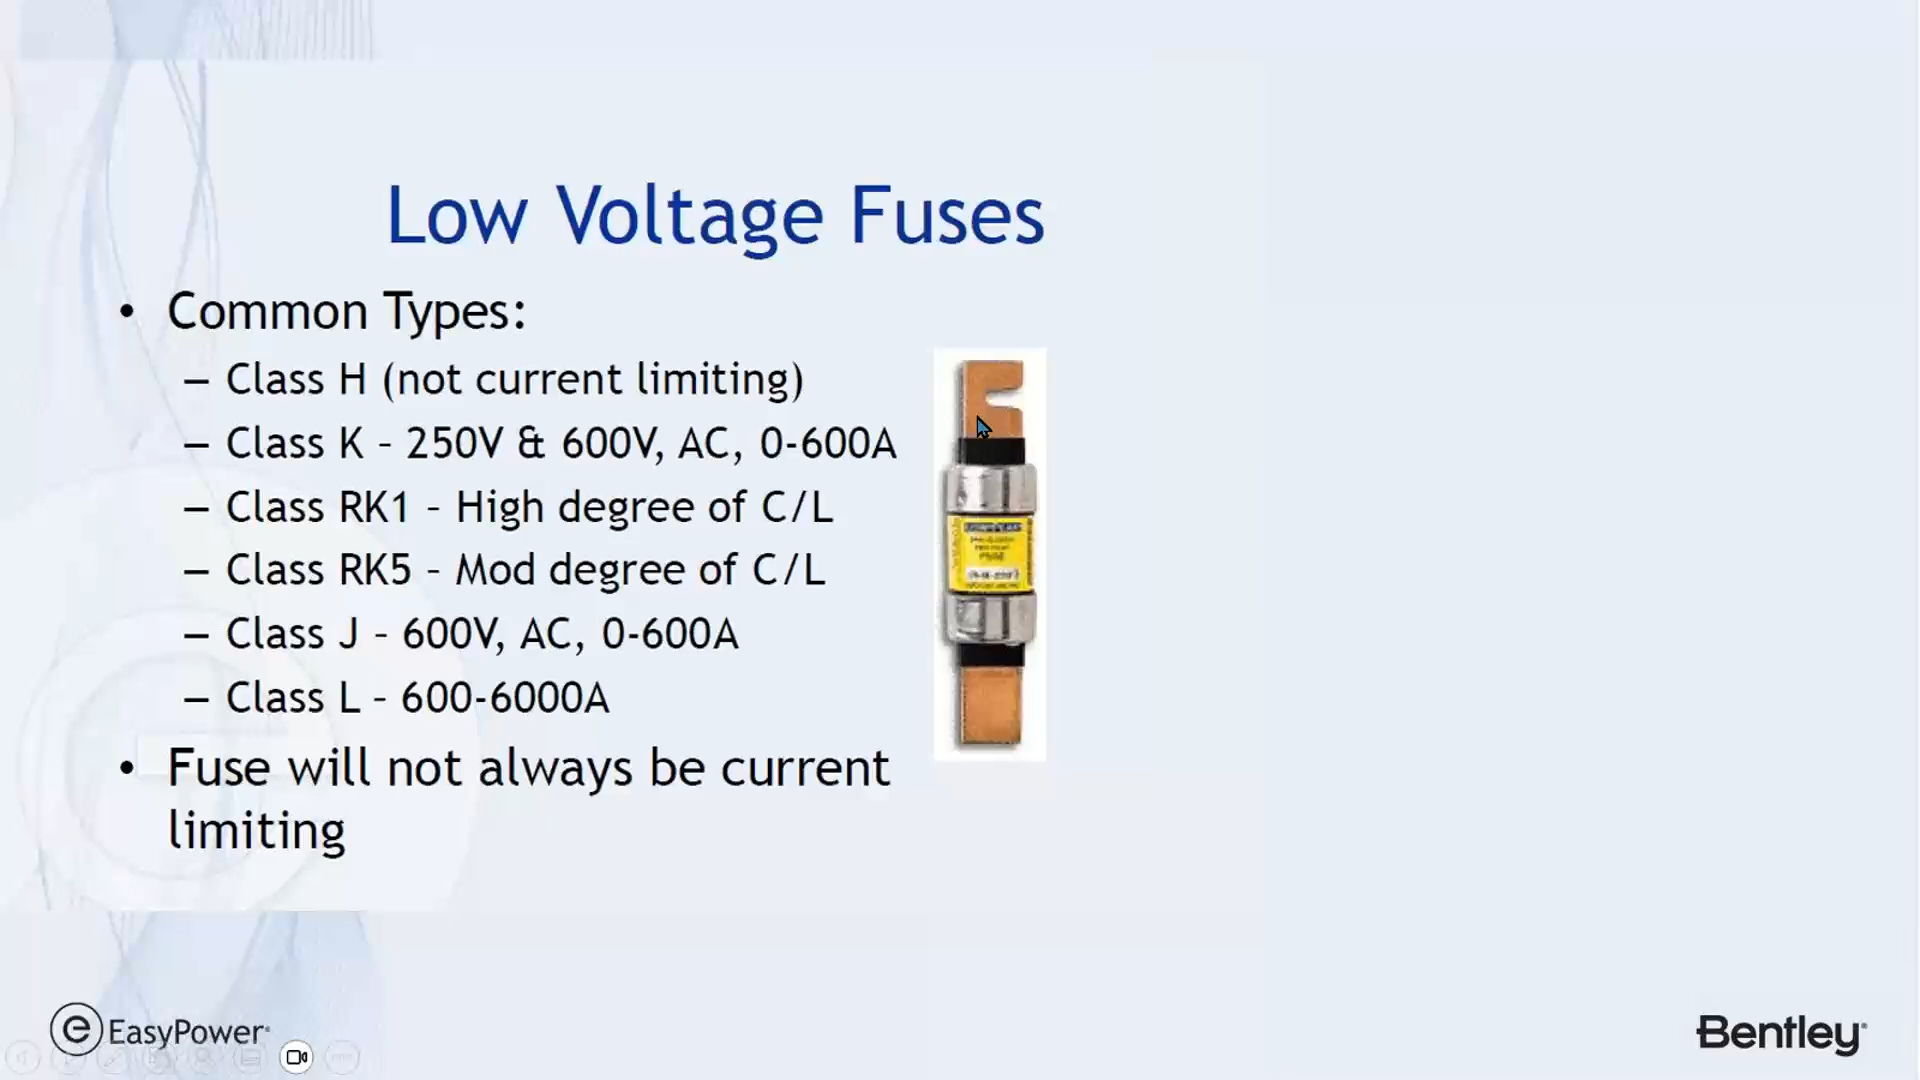 Low Voltage Fuses
• Common Types:
– Class H (not current limiting)
– Class K – 250V & 600V, AC, 0-600A
– Class RK1 – High degree of C/L
– Class RK5 – Mod degree of C/L
– Class J – 600V, AC, 0-600A
– Class L – 600-6000A
• Fuse will not always be current
limiting
EasyPower
Bentley